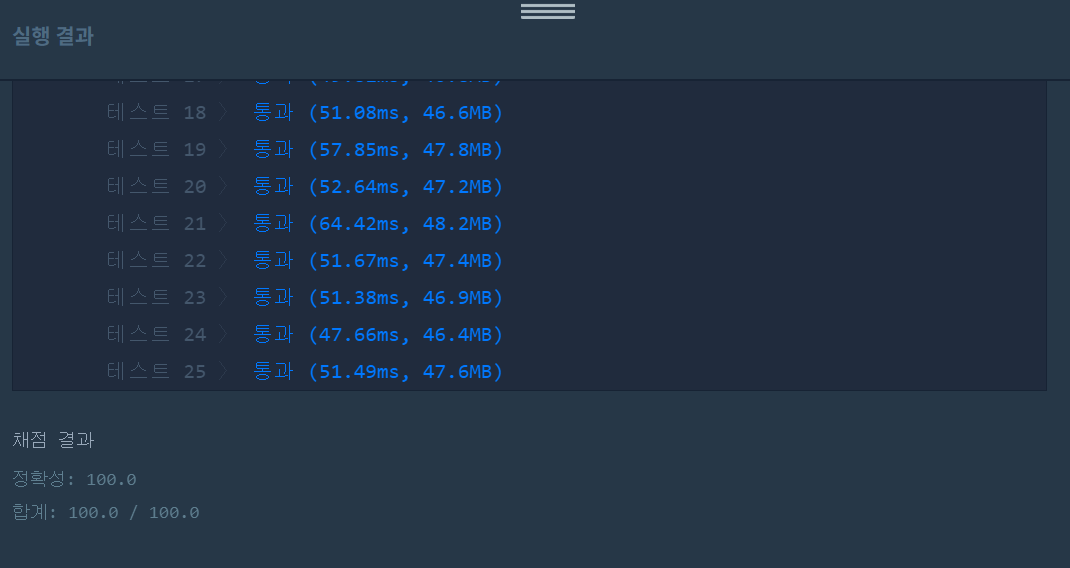 실행 결과
테스트 18 〉 통과 (51.08ms, 46.6MB)
테스트 19 〉 통과 (57.85ms, 47.8MB)
테스트 20 〉 통과 (52.64ms, 47.2MB)
테스트 21 〉 통과 (64.42ms, 48.2MB)
테스트 22 〉 통과 (51.67ms, 47.4MB)
테스트 23 〉 통과 (51.38ms, 46.9MB)
테스트 24 〉 통과 (47.66ms, 46.4MB)
테스트 25 〉 통과 (51.49ms, 47.6MB)
채점 결과
정확성: 100.0
합계: 100.0 / 100.0